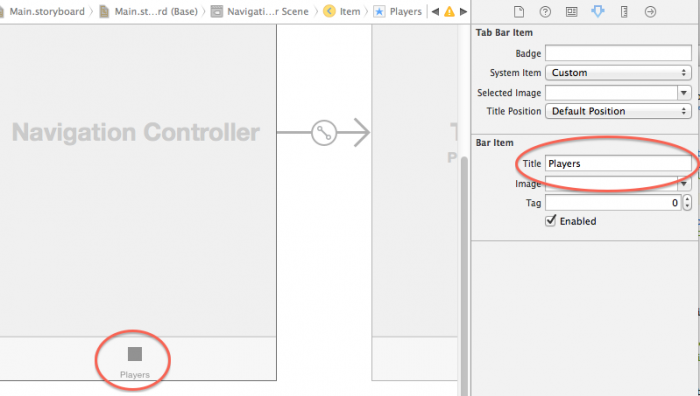 Main.storyboard Main.st...rd (Base) Navigati...r Scene Item Players
Tab Bar Item
Badge
System Item Custom
Selected Image
Title Position Default Position
Navigation Controller
Bar Item
Title Players
Image
Tag 0
Enabled
Players